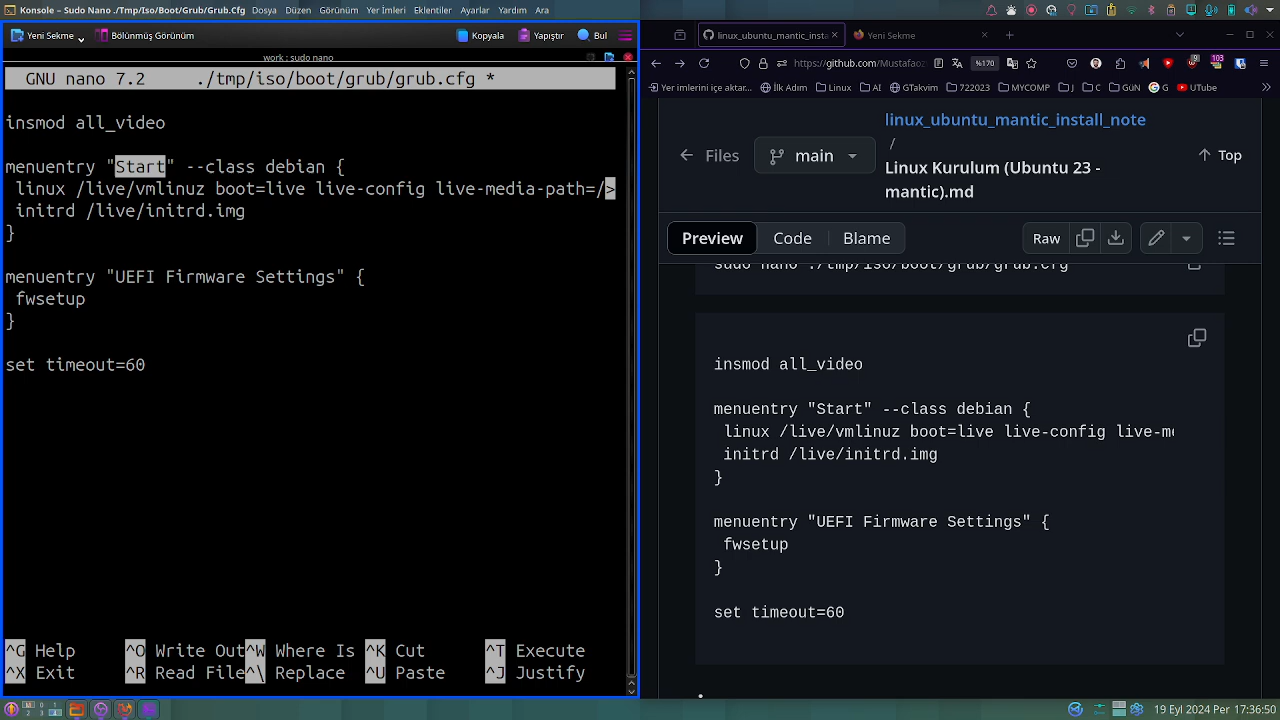 Konsole – Sudo Nano ./Tmp/Iso/Boot/Grub/Grub.Cfg Dosya Düzen Görünüm Yer İmleri Eklentiler Ayarlar Yardım Ara
Yeni Sekme Bölünmüş Görünüm Kopyala Yapıştır Bul
work : sudo nano
GNU nano 7.2 ./tmp/iso/boot/grub/grub.cfg *
insmod all_video
menuentry "Start" --class debian {
linux /live/vmlinuz boot=live live-config live-media-path=/>
initrd /live/initrd.img
}
menuentry "UEFI Firmware Settings" {
fwsetup
}
set timeout=60
^G Help ^O Write Out ^W Where Is ^K Cut ^T Execute
^X Exit ^R Read File ^\ Replace ^U Paste ^J Justify
linux_ubuntu_mantic_insta Yeni Sekme
https://github.com/Mustafaoz %170 103
Yer imlerini içe aktar… İlk Adım Linux AI GTakvim 722023 MYCOMP J C GüN G UTube
Files main linux_ubuntu_mantic_install_note
/
Linux Kurulum (Ubuntu 23 - mantic).md
Top
Preview Code Blame Raw
sudo nano ./tmp/iso/boot/grub/grub.cfg
insmod all_video
menuentry "Start" --class debian {
linux /live/vmlinuz boot=live live-config live-me
initrd /live/initrd.img
}
menuentry "UEFI Firmware Settings" {
fwsetup
}
set timeout=60
19 Eyl 2024 Per 17:36:50